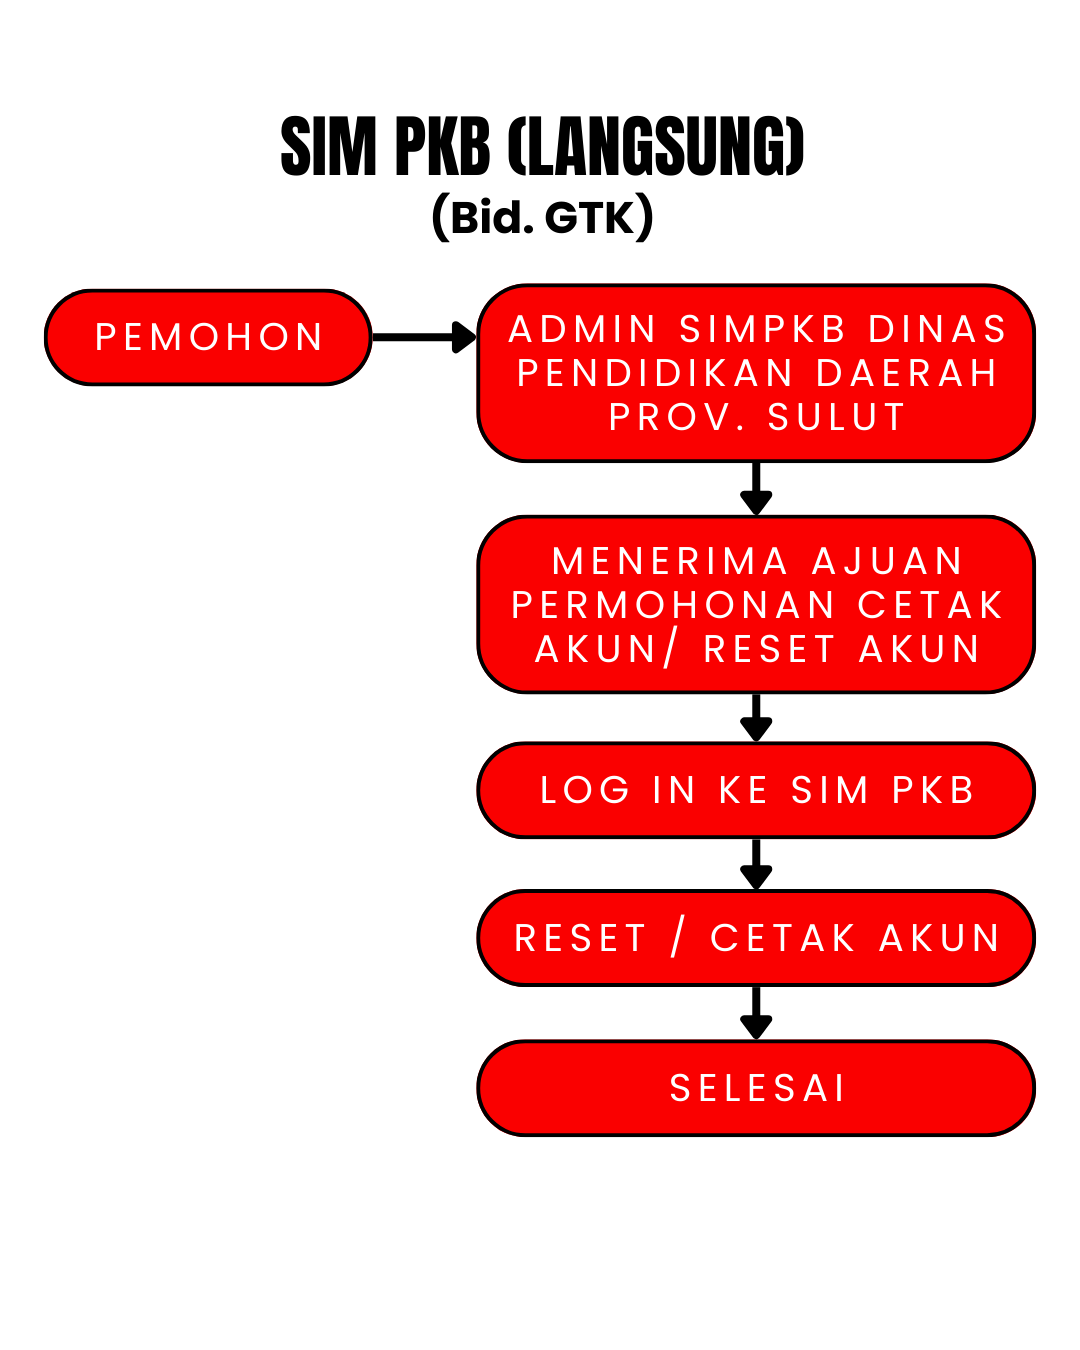 SIM PKB (LANGSUNG)
(Bid. GTK)
PEMOHON
ADMIN SIMPKB DINAS
PENDIDIKAN DAERAH
PROV. SULUT
MENERIMA AJUAN
PERMOHONAN CETAK
AKUN/ RESET AKUN
LOG IN KE SIM PKB
RESET / CETAK AKUN
SELESAI